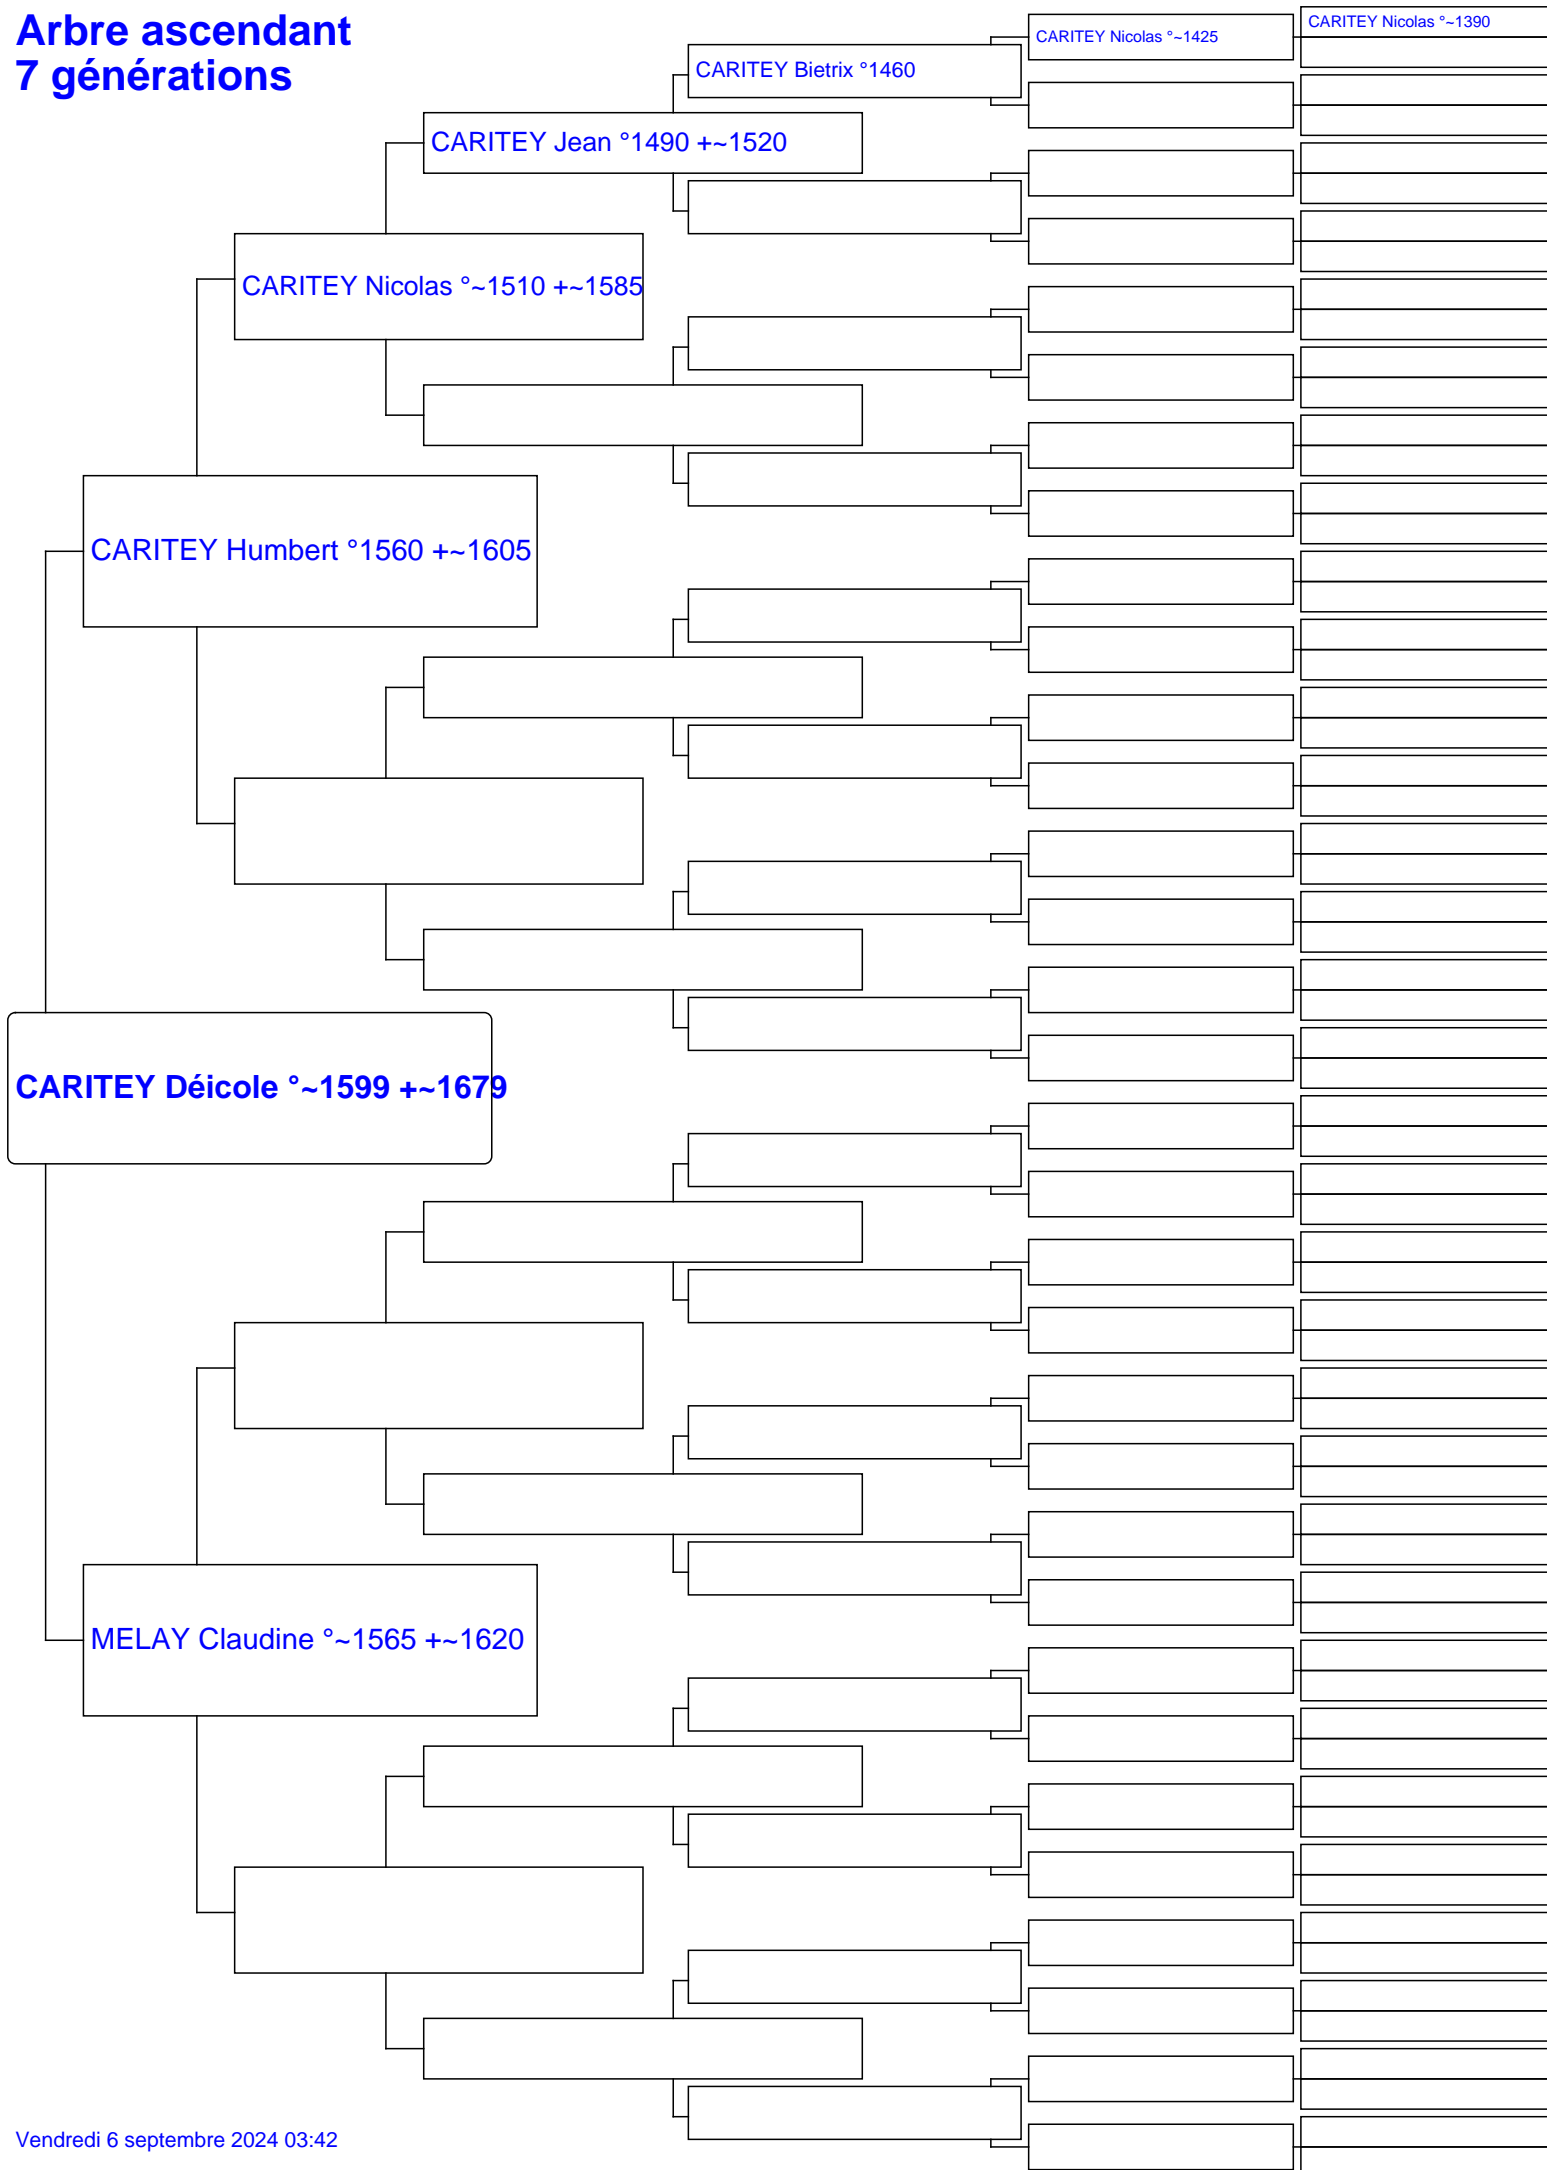 Arbre ascendant
7 générations
CARITEY Nicolas °~1390
CARITEY Nicolas °~1425
CARITEY Bietrix °1460
CARITEY Jean °1490 +~1520
CARITEY Nicolas °~1510 +~1585
CARITEY Humbert °1560 +~1605
CARITEY Déicole °~1599 +~1679
MELAY Claudine °~1565 +~1620
Vendredi 6 septembre 2024 03:42